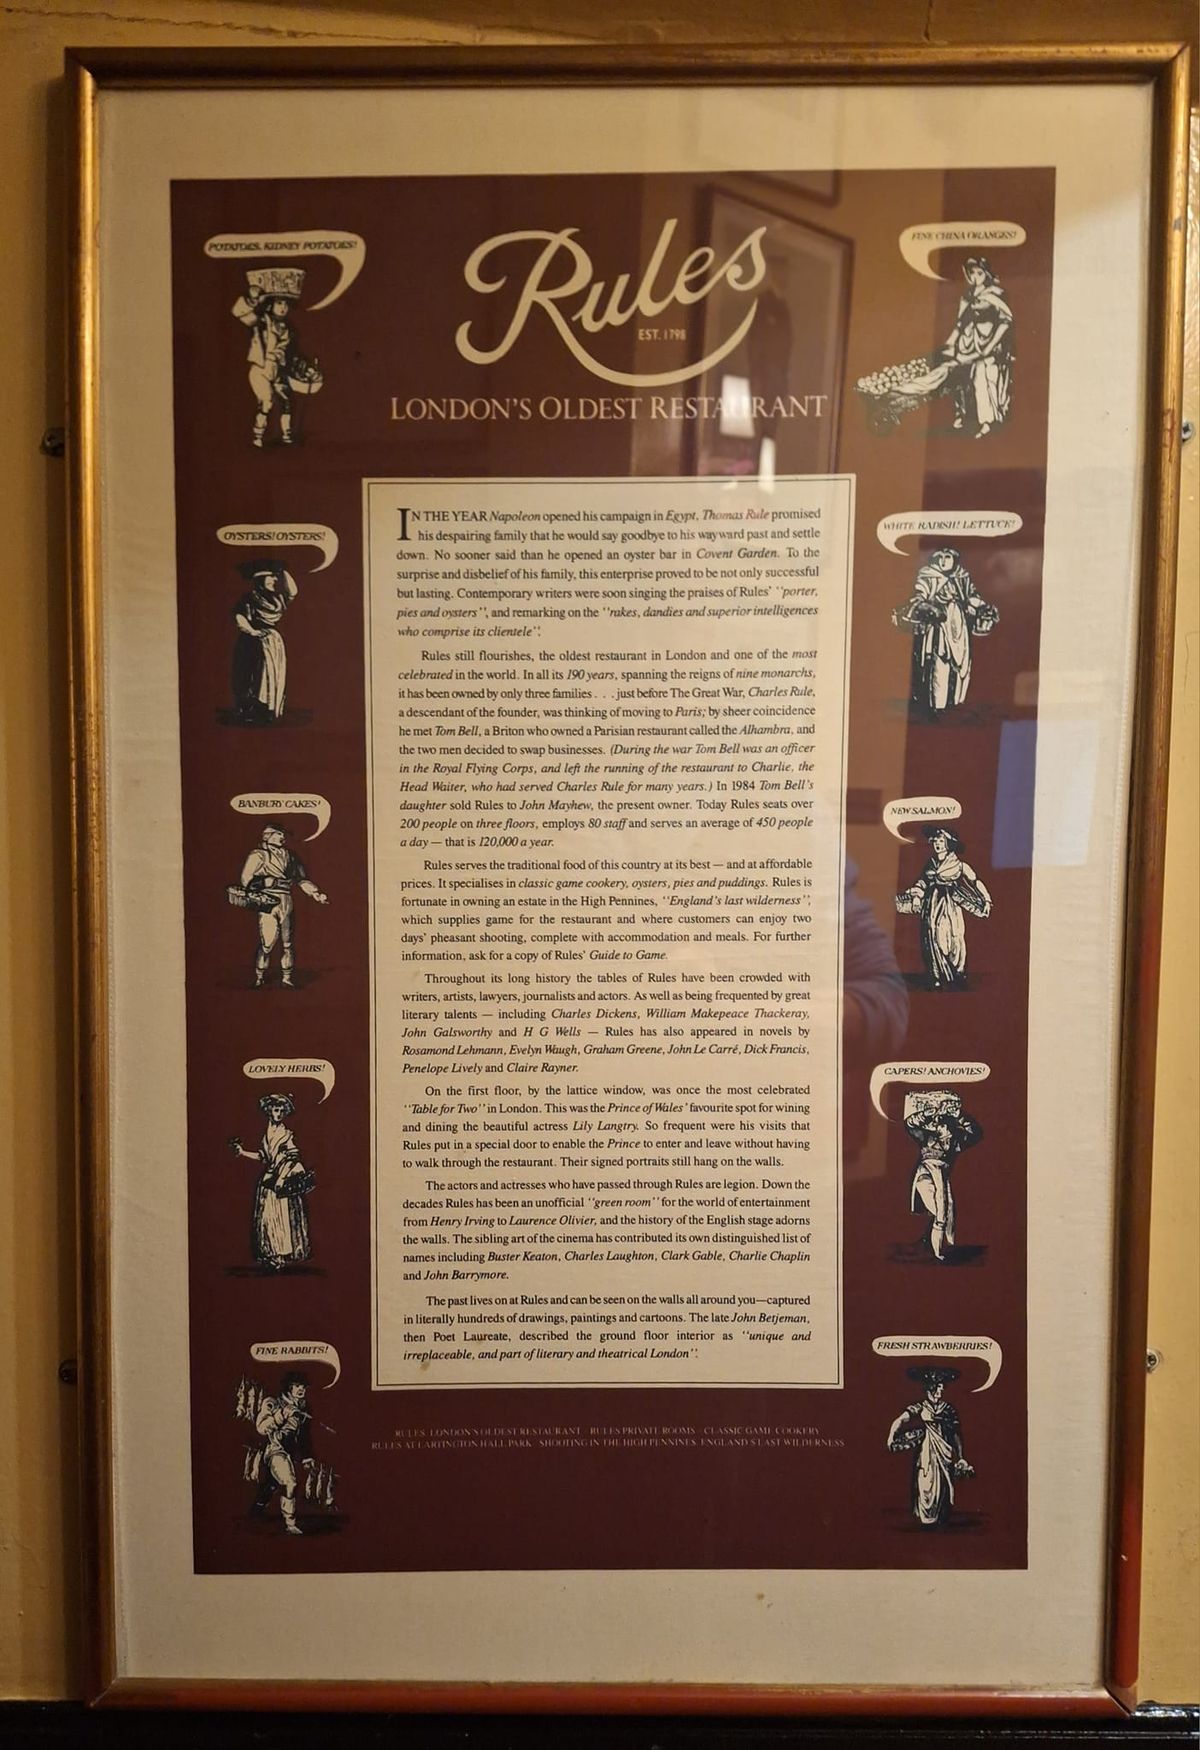 Rules
EST. 1798
LONDON'S OLDEST RESTAURANT
POTATOES, KIDNEY POTATOES!
FINE CHINA ORANGES!
OYSTERS! OYSTERS!
WHITE RADISH! LETTUCE!
BANBURY CAKES!
NEW SALMON!
LOVELY HERBS!
CAPERS! ANCHOVIES!
FINE RABBITS!
FRESH STRAWBERRIES!
IN THE YEAR Napoleon opened his campaign in Egypt, Thomas Rule promised
his despairing family that he would say goodbye to his wayward past and settle
down. No sooner said than he opened an oyster bar in Covent Garden. To the
surprise and disbelief of his family, this enterprise proved to be not only successful
but lasting. Contemporary writers were soon singing the praises of Rules' "porter,
pies and oysters", and remarking on the "rakes, dandies and superior intelligences
who comprise its clientele".
Rules still flourishes, the oldest restaurant in London and one of the most
celebrated in the world. In all its 190 years, spanning the reigns of nine monarchs,
it has been owned by only three families . . . just before The Great War, Charles Rule,
a descendant of the founder, was thinking of moving to Paris; by sheer coincidence
he met Tom Bell, a Briton who owned a Parisian restaurant called the Alhambra, and
the two men decided to swap businesses. (During the war Tom Bell was an officer
in the Royal Flying Corps, and left the running of the restaurant to Charlie, the
Head Waiter, who had served Charles Rule for many years.) In 1984 Tom Bell's
daughter sold Rules to John Mayhew, the present owner. Today Rules seats over
200 people on three floors, employs 80 staff and serves an average of 450 people
a day — that is 120,000 a year.
Rules serves the traditional food of this country at its best — and at affordable
prices. It specialises in classic game cookery, oysters, pies and puddings. Rules is
fortunate in owning an estate in the High Pennines, "England's last wilderness",
which supplies game for the restaurant and where customers can enjoy two
days' pheasant shooting, complete with accommodation and meals. For further
information, ask for a copy of Rules' Guide to Game.
Throughout its long history the tables of Rules have been crowded with
writers, artists, lawyers, journalists and actors. As well as being frequented by great
literary talents — including Charles Dickens, William Makepeace Thackeray,
John Galsworthy and H G Wells — Rules has also appeared in novels by
Rosamond Lehmann, Evelyn Waugh, Graham Greene, John Le Carré, Dick Francis,
Penelope Lively and Claire Rayner.
On the first floor, by the lattice window, was once the most celebrated
"Table for Two" in London. This was the Prince of Wales' favourite spot for wining
and dining the beautiful actress Lily Langtry. So frequent were his visits that
Rules put in a special door to enable the Prince to enter and leave without having
to walk through the restaurant. Their signed portraits still hang on the walls.
The actors and actresses who have passed through Rules are legion. Down the
decades Rules has been an unofficial "green room" for the world of entertainment
from Henry Irving to Laurence Olivier, and the history of the English stage adorns
the walls. The sibling art of the cinema has contributed its own distinguished list of
names including Buster Keaton, Charles Laughton, Clark Gable, Charlie Chaplin
and John Barrymore.
The past lives on at Rules and can be seen on the walls all around you—captured
in literally hundreds of drawings, paintings and cartoons. The late John Betjeman,
then Poet Laureate, described the ground floor interior as "unique and
irreplaceable, and part of literary and theatrical London".
RULES LONDON'S OLDEST RESTAURANT · RULES PRIVATE ROOMS · CLASSIC GAME COOKERY
RULES AT LARTINGTON HALL PARK · SHOOTING IN THE HIGH PENNINES, ENGLAND'S LAST WILDERNESS